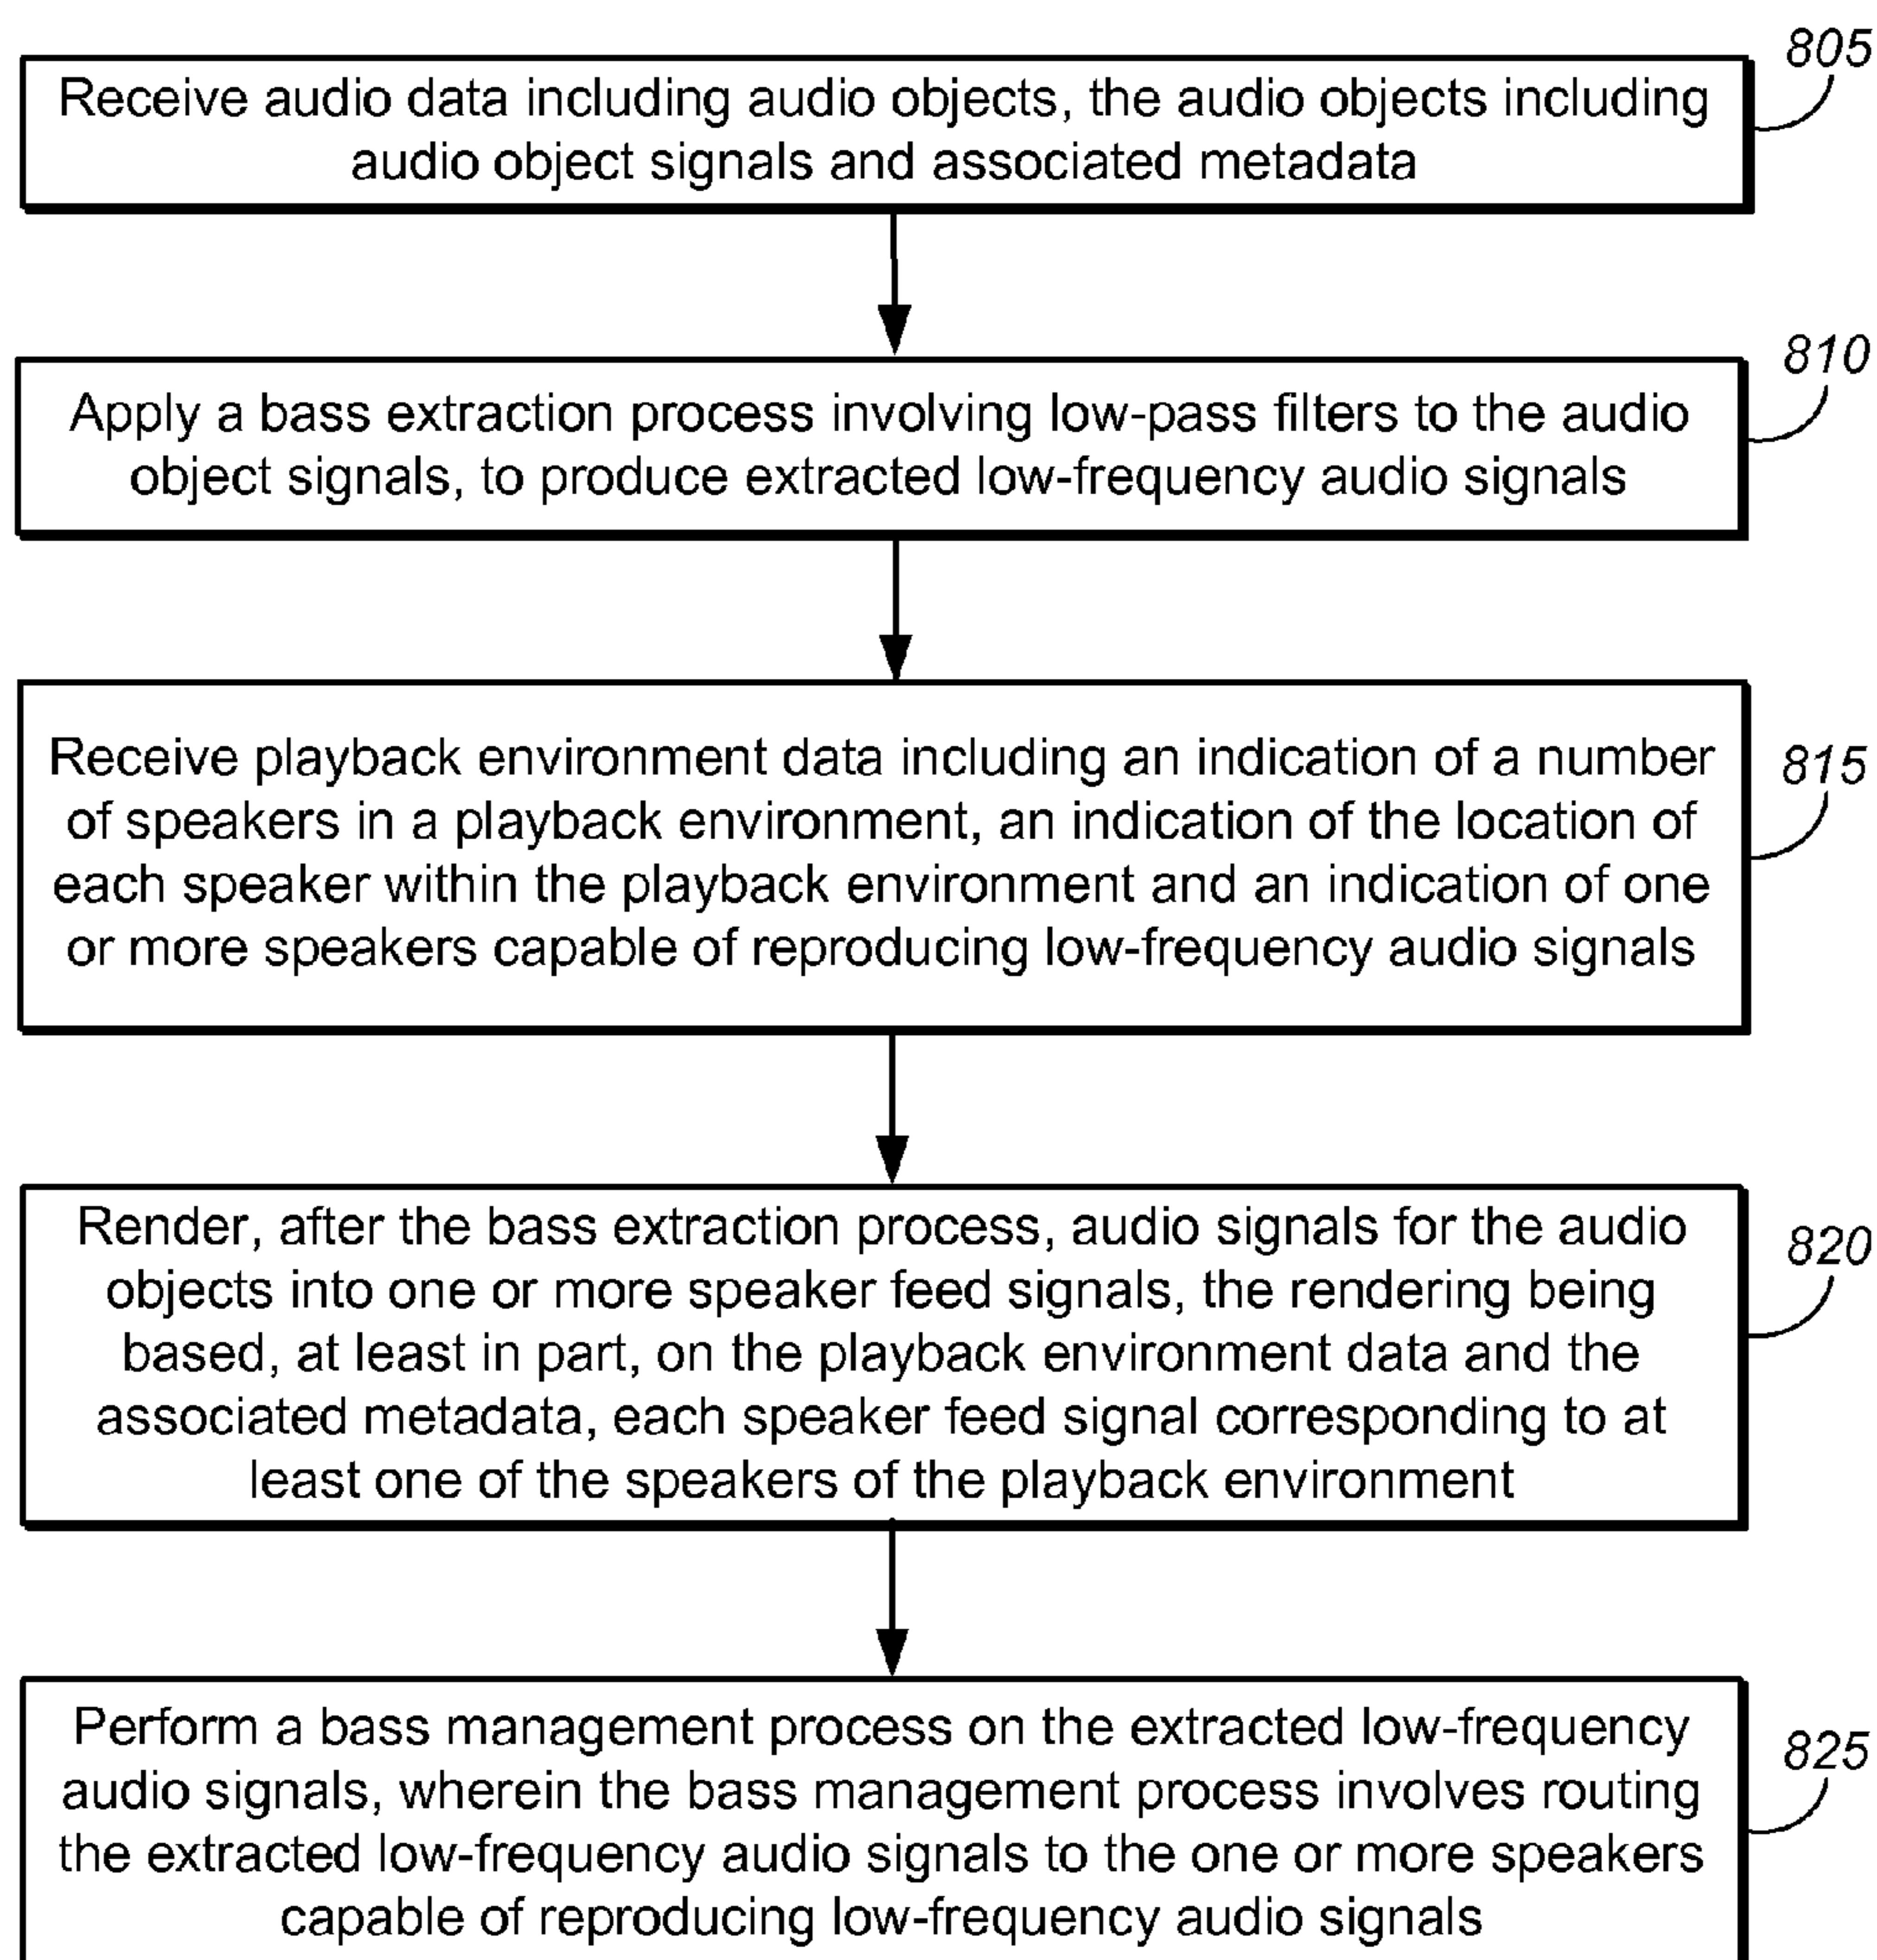 805
Receive audio data including audio objects, the audio objects including
audio object signals and associated metadata
810
Apply a bass extraction process involving low-pass filters to the audio
object signals, to produce extracted low-frequency audio signals
815
Receive playback environment data including an indication of a number
of speakers in a playback environment, an indication of the location of
each speaker within the playback environment and an indication of one
or more speakers capable of reproducing low-frequency audio signals
820
Render, after the bass extraction process, audio signals for the audio
objects into one or more speaker feed signals, the rendering being
based, at least in part, on the playback environment data and the
associated metadata, each speaker feed signal corresponding to at
least one of the speakers of the playback environment
825
Perform a bass management process on the extracted low-frequency
audio signals, wherein the bass management process involves routing
the extracted low-frequency audio signals to the one or more speakers
capable of reproducing low-frequency audio signals